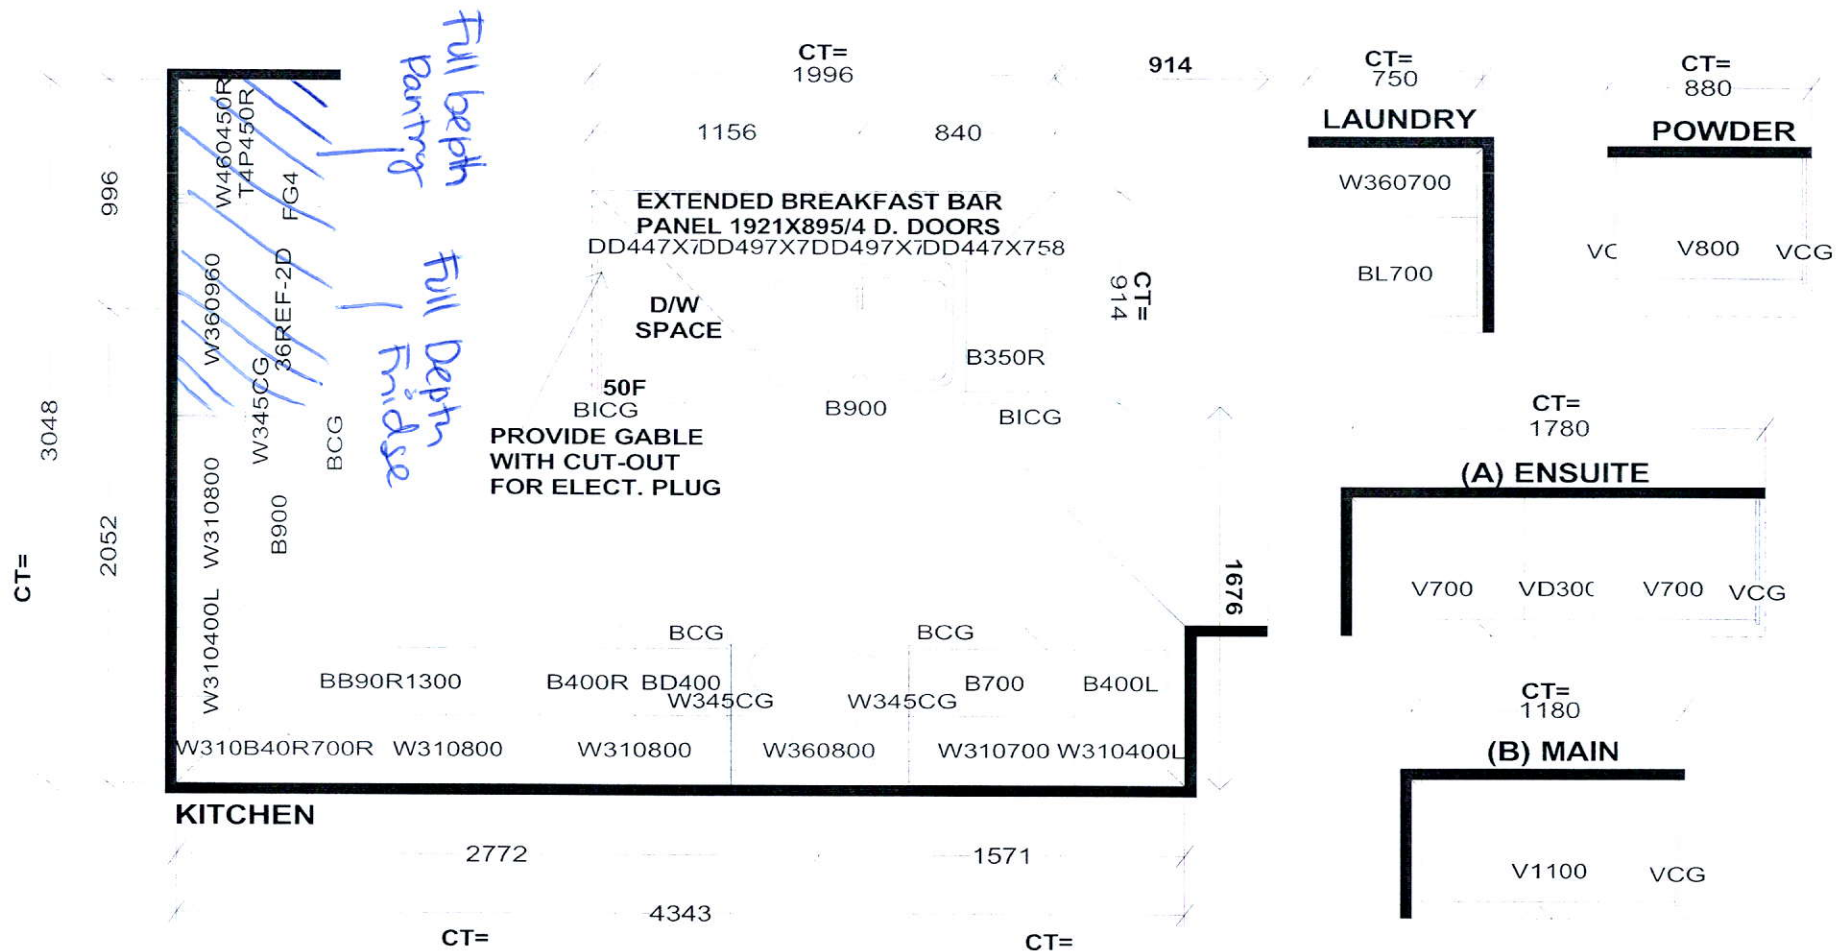 CT=
1996
914
CT=
750
CT=
880
Full Depth
Pantry
1156
840
LAUNDRY
POWDER
W460450R
T4P450R
FG4
996
EXTENDED BREAKFAST BAR
PANEL 1921X895/4 D. DOORS
DD447X7DD497X7DD497X7DD447X758
W360700
BL700
VC
V800
VCG
W360960
36REF-2D
Full Depth
Fridge
D/W
SPACE
CT=
914
B350R
50F
BICG
B900
BICG
PROVIDE GABLE
WITH CUT-OUT
FOR ELECT. PLUG
3048
W345CG
BCG
W310800
B900
2052
CT=
W310400L
CT=
1780
(A) ENSUITE
V700
VD300
V700
VCG
1676
BCG
BCG
BB90R1300
B400R
BD400
W345CG
W345CG
B700
B400L
W310B40R700R
W310800
W310800
W360800
W310700
W310400L
KITCHEN
CT=
1180
(B) MAIN
V1100
VCG
2772
1571
4343
CT=
CT=